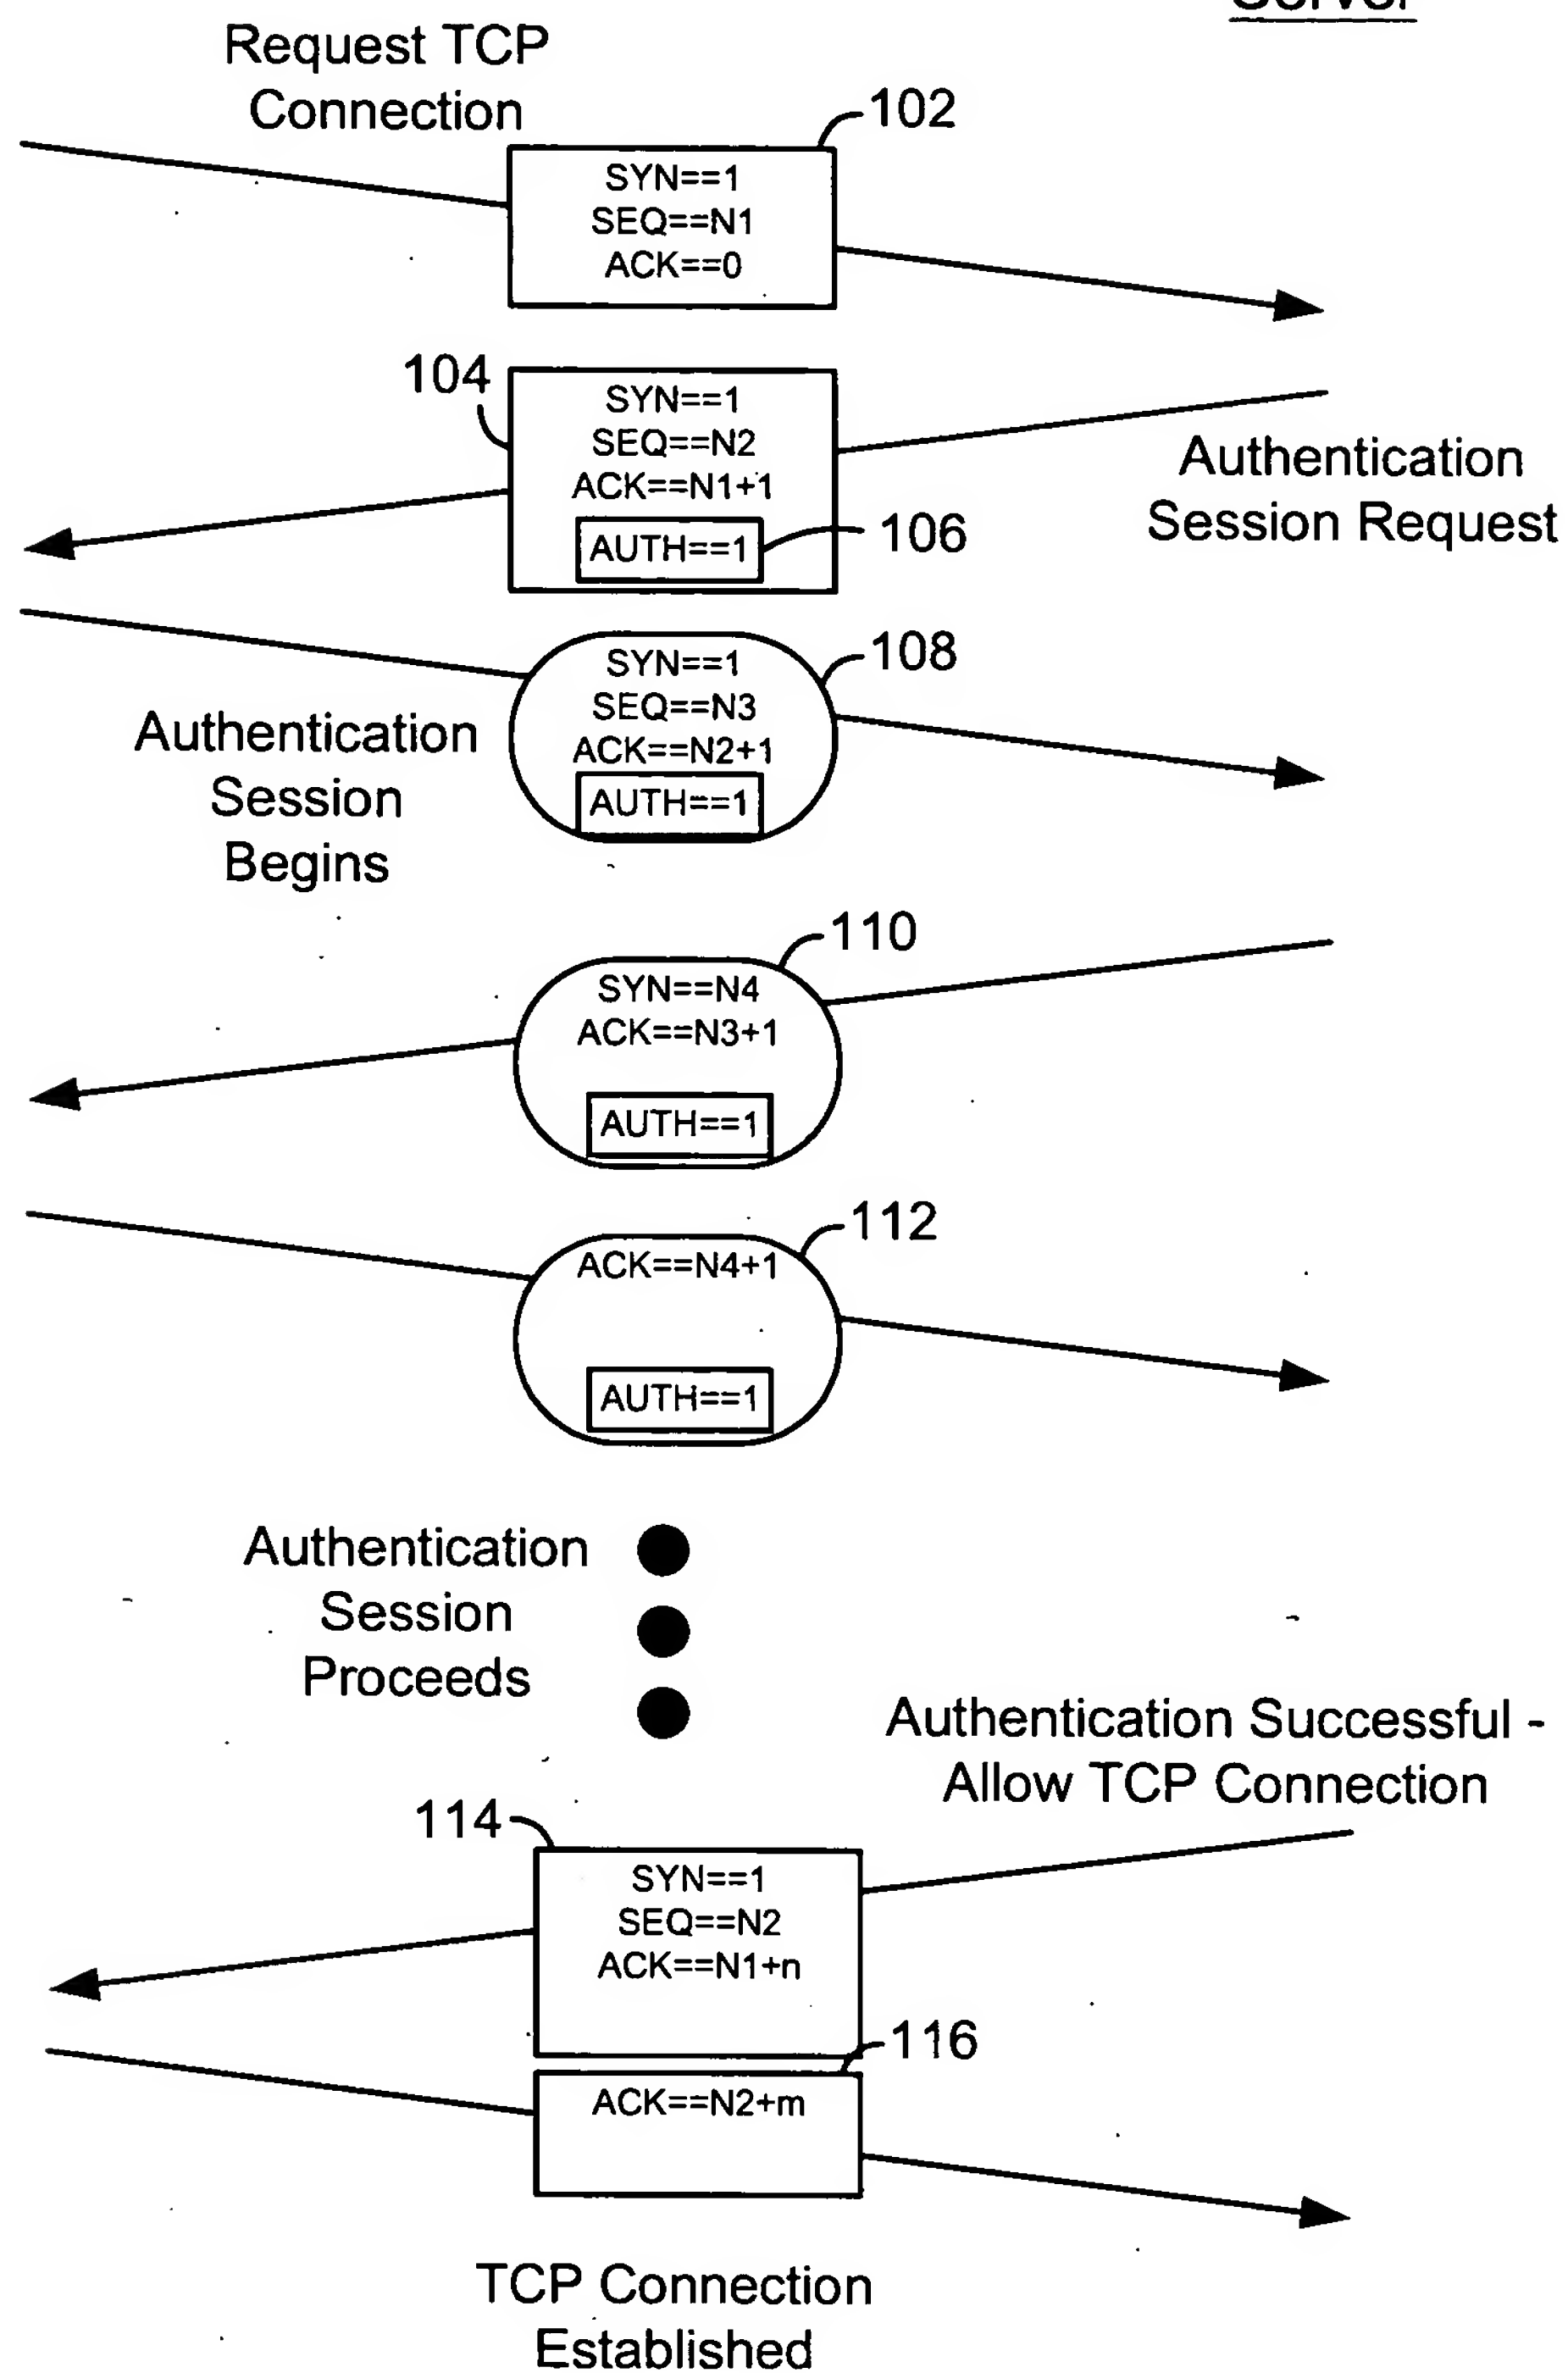 Server
Request TCP
Connection
102
SYN==1
SEQ==N1
ACK==0
104
SYN==1
SEQ==N2
ACK==N1+1
AUTH==1
106
Authentication
Session Request
108
SYN==1
SEQ==N3
ACK==N2+1
AUTH==1
Authentication
Session
Begins
110
SYN==N4
ACK==N3+1
AUTH==1
112
ACK==N4+1
AUTH==1
Authentication
Session
Proceeds
Authentication Successful -
Allow TCP Connection
114
SYN==1
SEQ==N2
ACK==N1+n
116
ACK==N2+m
TCP Connection
Established